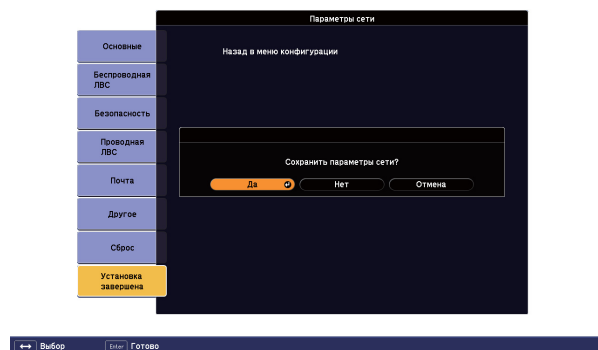 Параметры сети
Основные
Назад в меню конфигурации
Беспроводная
ЛВС
Безопасность
Проводная
ЛВС
Сохранить параметры сети?
Да Нет Отмена
Почта
Другое
Сброс
Установка
завершена
Выбор Enter Готово